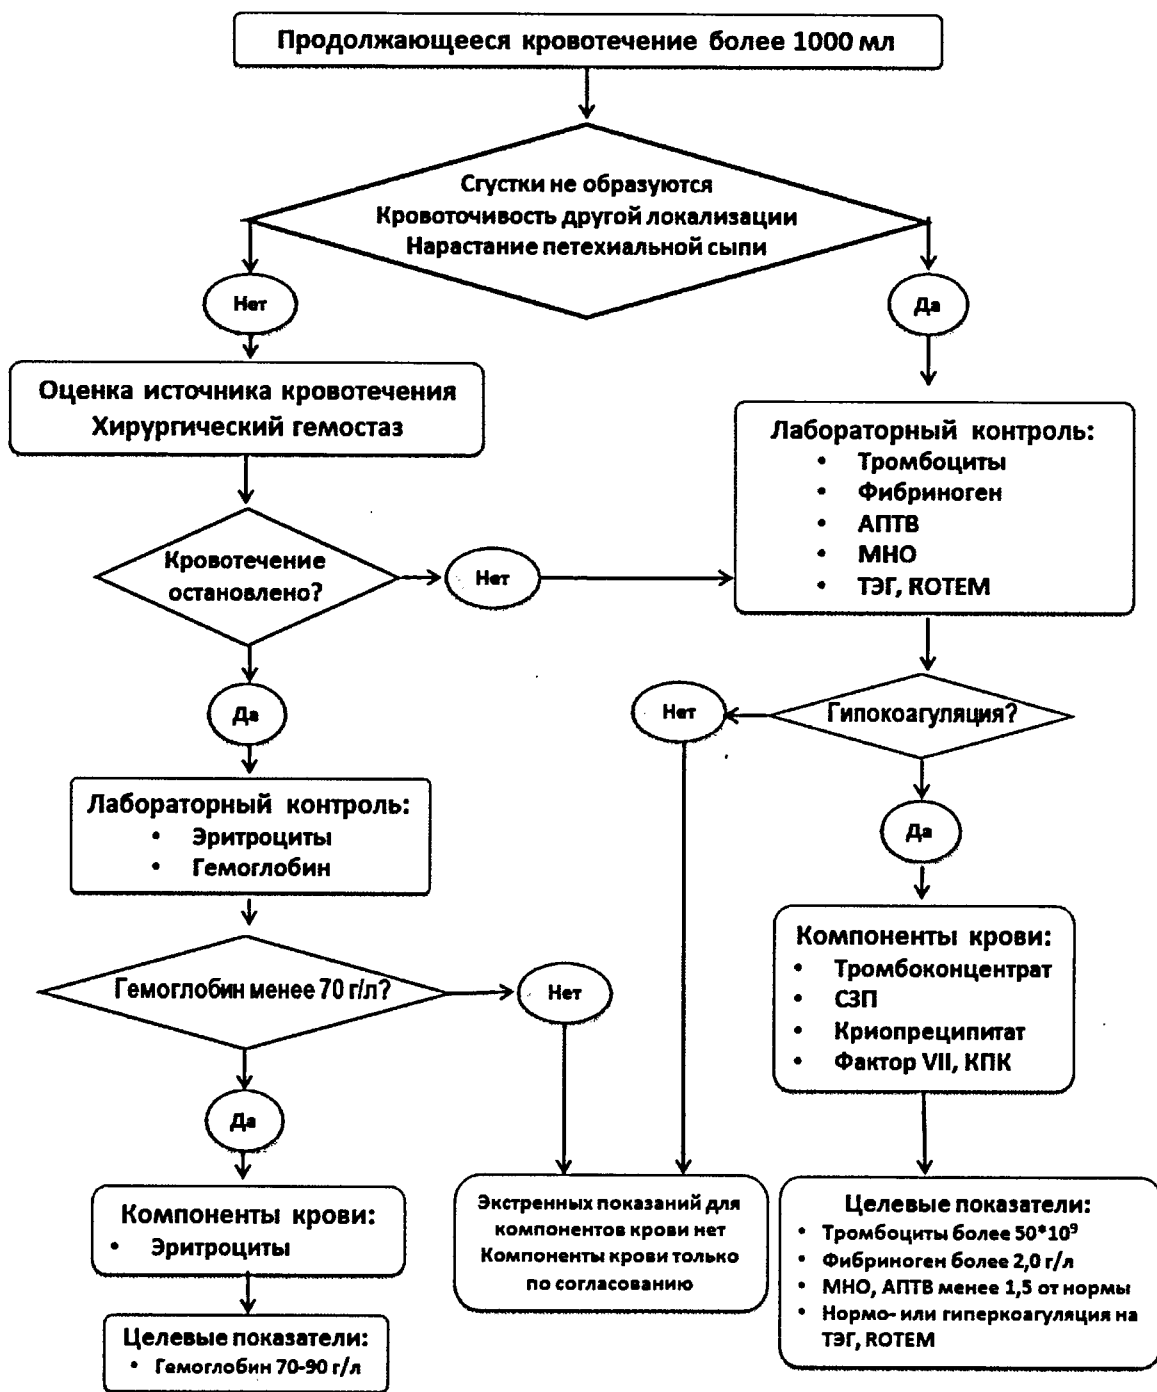 Продолжающееся кровотечение более 1000 мл
Сгустки не образуются
Кровоточивость другой локализации
Нарастание петехиальной сыпи
Нет
Да
Оценка источника кровотечения
Хирургический гемостаз
Лабораторный контроль:
• Тромбоциты
• Фибриноген
• АПТВ
• МНО
• ТЭГ, ROTEM
Кровотечение
остановлено?
Нет
Да
Нет
Гипокоагуляция?
Лабораторный контроль:
• Эритроциты
• Гемоглобин
Да
Гемоглобин менее 70 г/л?
Нет
Компоненты крови:
• Тромбоконцентрат
• СЗП
• Криопреципитат
• Фактор VII, КПК
Да
Компоненты крови:
• Эритроциты
Экстренных показаний для
компонентов крови нет
Компоненты крови только
по согласованию
Целевые показатели:
• Тромбоциты более 50*10⁹
• Фибриноген более 2,0 г/л
• МНО, АПТВ менее 1,5 от нормы
• Нормо- или гиперкоагуляция на
ТЭГ, ROTEM
Целевые показатели:
• Гемоглобин 70-90 г/л